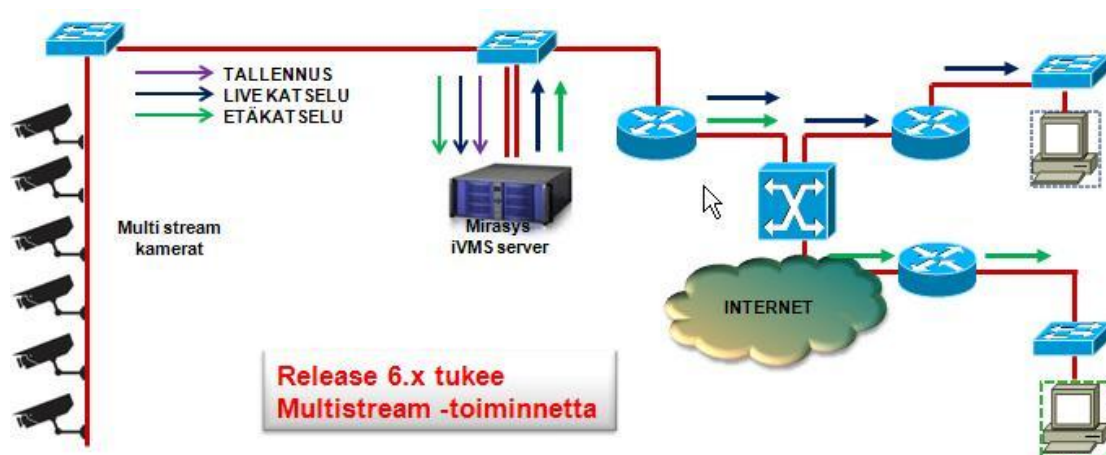 TALLENNUS
LIVE KATSELU
ETÄKATSELU
Multi stream
kamerat
Mirasys
iVMS server
INTERNET
Release 6.x tukee
Multistream -toiminnetta